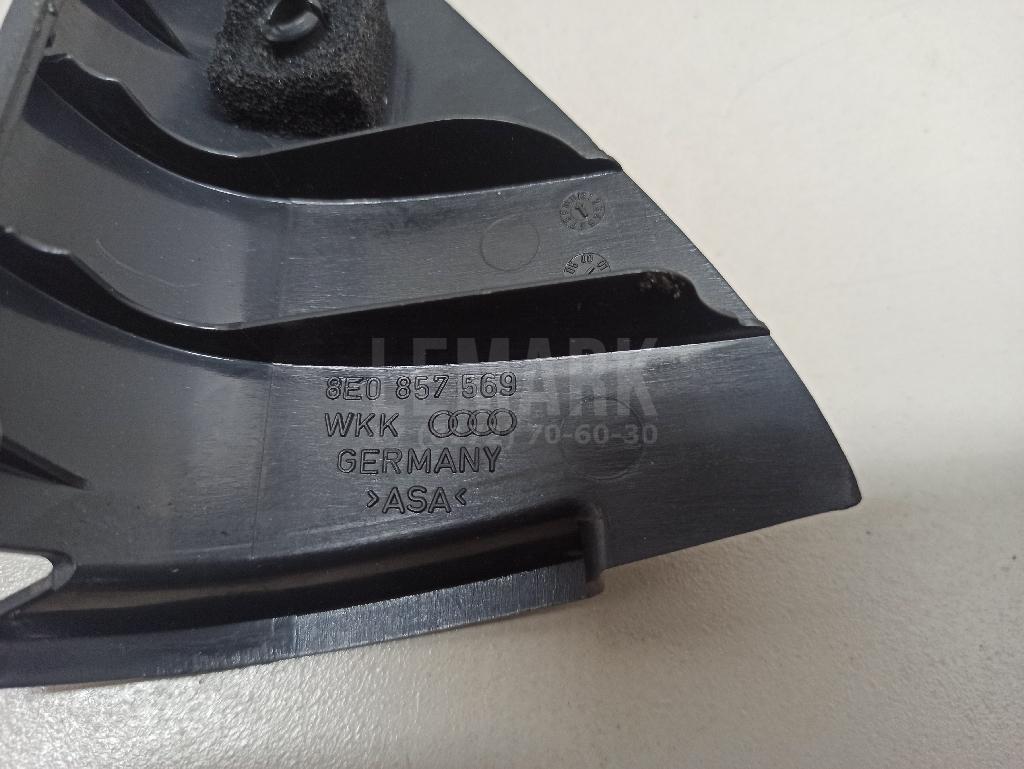 LEMARK
70-60-30
8E0 857 569
WKK
GERMANY
>ASA<